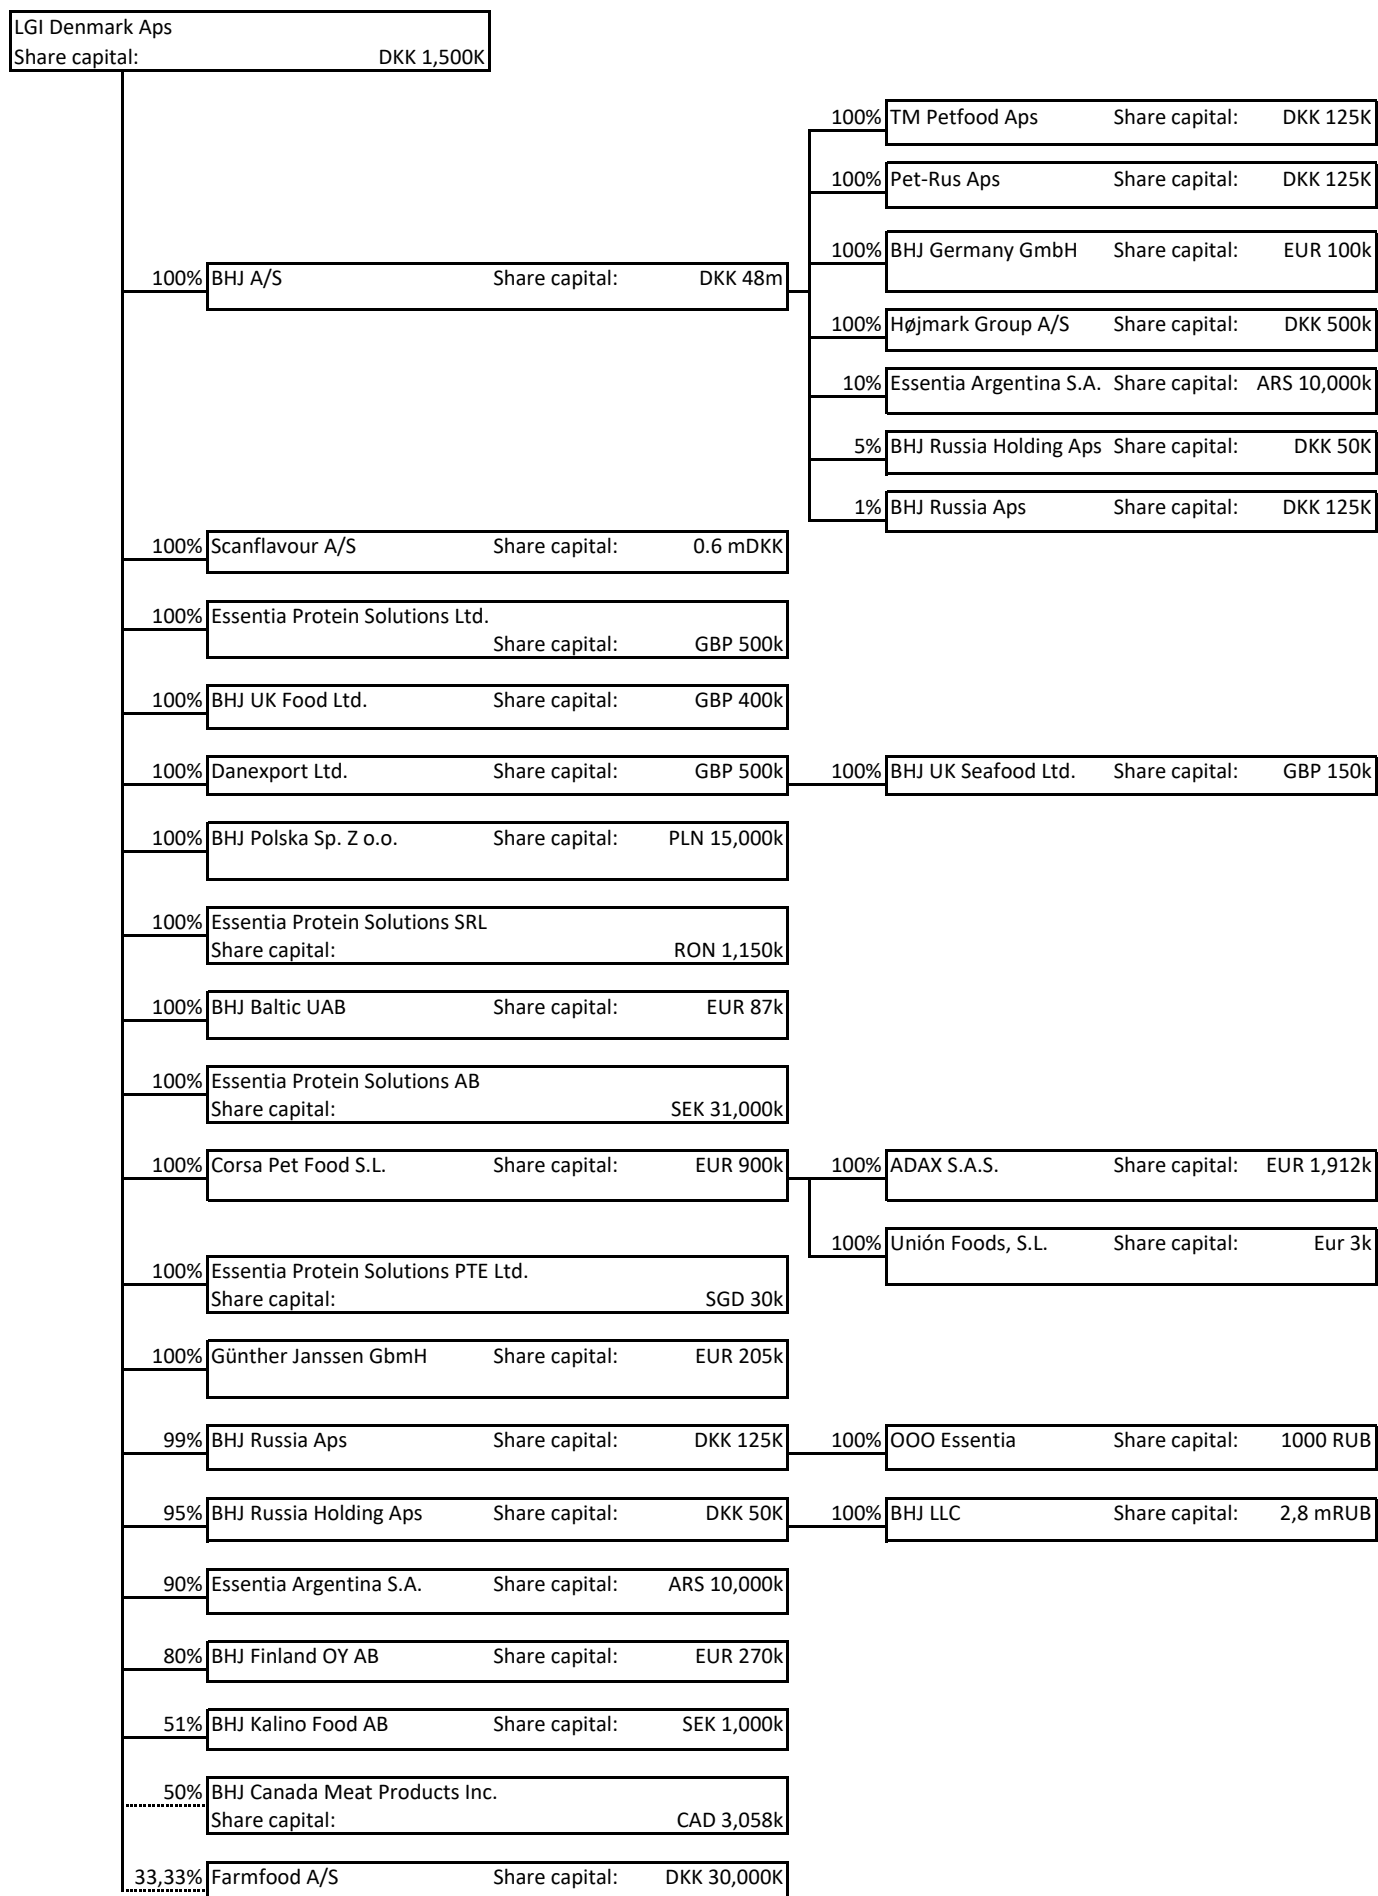 LGI Denmark Aps
Share capital: DKK 1,500K
100% TM Petfood Aps Share capital: DKK 125K
100% Pet-Rus Aps Share capital: DKK 125K
100% BHJ Germany GmbH Share capital: EUR 100k
100% BHJ A/S Share capital: DKK 48m
100% Højmark Group A/S Share capital: DKK 500k
10% Essentia Argentina S.A. Share capital: ARS 10,000k
5% BHJ Russia Holding Aps Share capital: DKK 50K
1% BHJ Russia Aps Share capital: DKK 125K
100% Scanflavour A/S Share capital: 0.6 mDKK
100% Essentia Protein Solutions Ltd.
Share capital: GBP 500k
100% BHJ UK Food Ltd. Share capital: GBP 400k
100% Danexport Ltd. Share capital: GBP 500k 100% BHJ UK Seafood Ltd. Share capital: GBP 150k
100% BHJ Polska Sp. Z o.o. Share capital: PLN 15,000k
100% Essentia Protein Solutions SRL
Share capital: RON 1,150k
100% BHJ Baltic UAB Share capital: EUR 87k
100% Essentia Protein Solutions AB
Share capital: SEK 31,000k
100% Corsa Pet Food S.L. Share capital: EUR 900k 100% ADAX S.A.S. Share capital: EUR 1,912k
100% Unión Foods, S.L. Share capital: Eur 3k
100% Essentia Protein Solutions PTE Ltd.
Share capital: SGD 30k
100% Günther Janssen GbmH Share capital: EUR 205k
99% BHJ Russia Aps Share capital: DKK 125K 100% OOO Essentia Share capital: 1000 RUB
95% BHJ Russia Holding Aps Share capital: DKK 50K 100% BHJ LLC Share capital: 2,8 mRUB
90% Essentia Argentina S.A. Share capital: ARS 10,000k
80% BHJ Finland OY AB Share capital: EUR 270k
51% BHJ Kalino Food AB Share capital: SEK 1,000k
50% BHJ Canada Meat Products Inc.
Share capital: CAD 3,058k
33,33% Farmfood A/S Share capital: DKK 30,000K